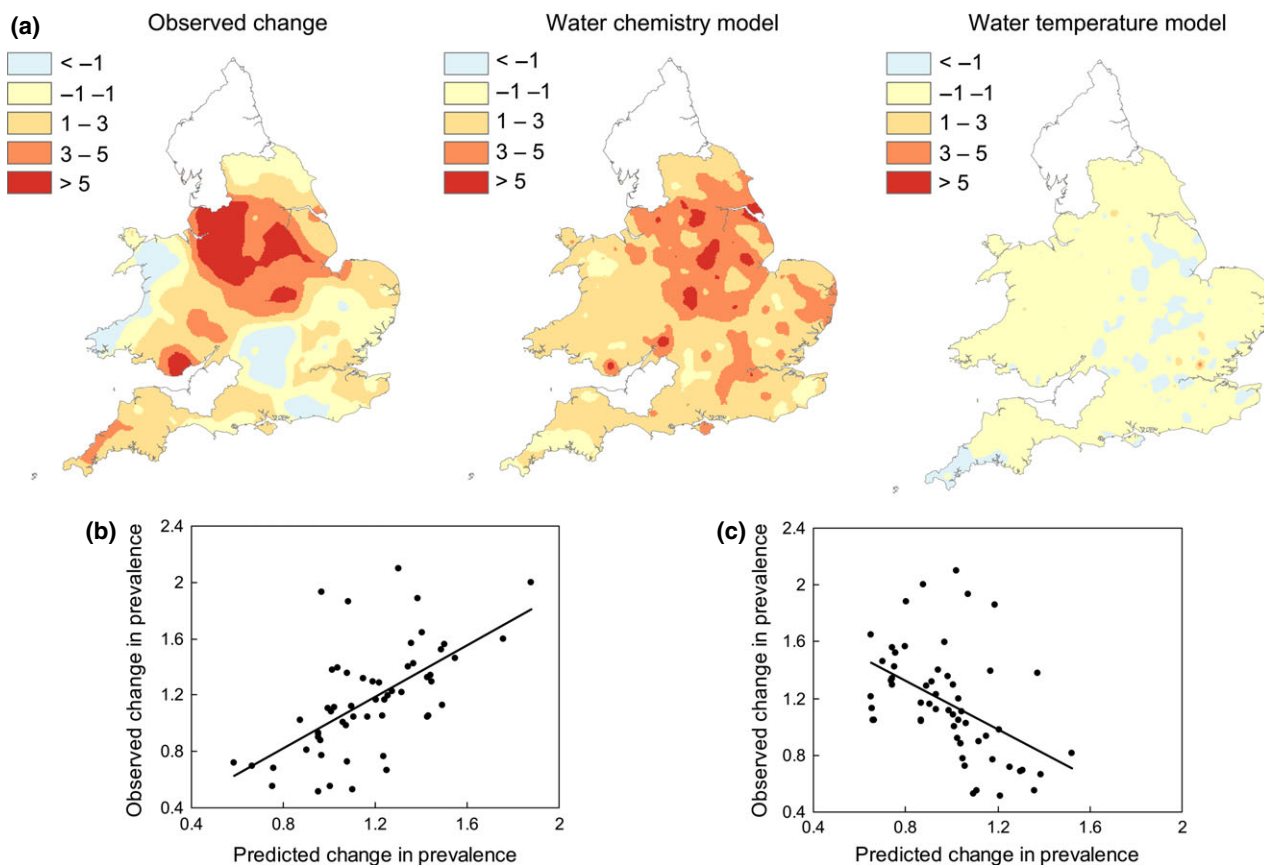 (a)
Observed change
Water chemistry model
Water temperature model
< –1
–1 –1
1 – 3
3 – 5
> 5
< –1
–1 –1
1 – 3
3 – 5
> 5
< –1
–1 –1
1 – 3
3 – 5
> 5
(b)
Observed change in prevalence
2.4
2
1.6
1.2
0.8
0.4
0.4
0.8
1.2
1.6
2
Predicted change in prevalence
(c)
Observed change in prevalence
2.4
2
1.6
1.2
0.8
0.4
0.4
0.8
1.2
1.6
2
Predicted change in prevalence